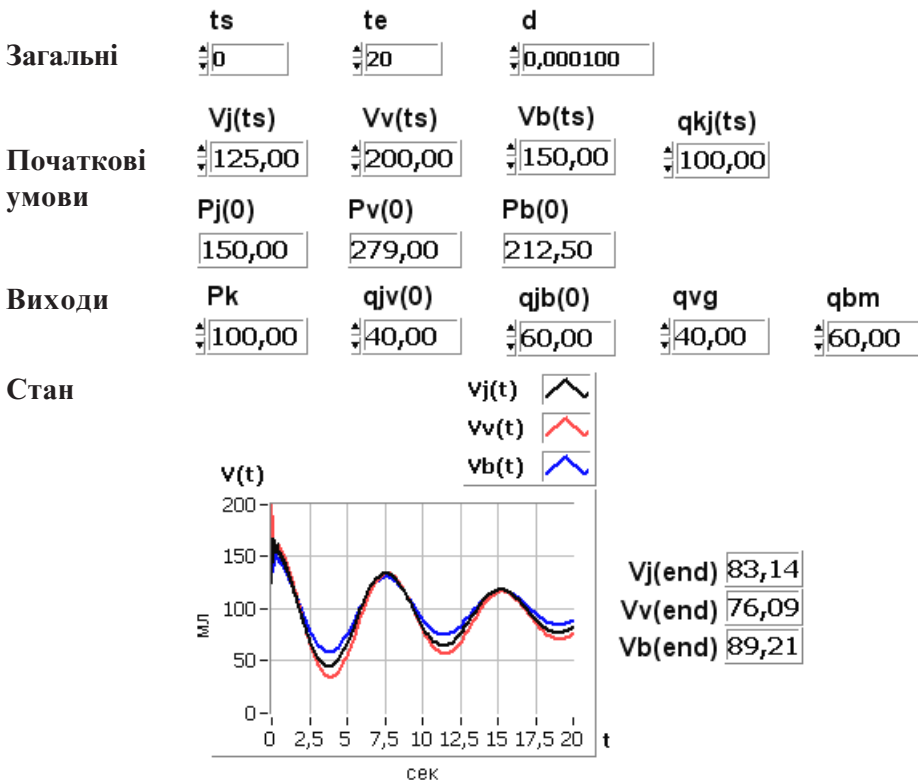 ts te d
Загальні 0 20 0,000100
Vj(ts) Vv(ts) Vb(ts) qkj(ts)
Початкові умови 125,00 200,00 150,00 100,00
Pj(0) Pv(0) Pb(0)
150,00 279,00 212,50
Виходи Pk qjv(0) qjb(0) qvg qbm
100,00 40,00 60,00 40,00 60,00
Стан
Vj(t)
Vv(t)
Vb(t)
V(t)
200
150
100
50
0
мл
0 2,5 5 7,5 10 12,5 15 17,5 20 t
сек
Vj(end) 83,14
Vv(end) 76,09
Vb(end) 89,21